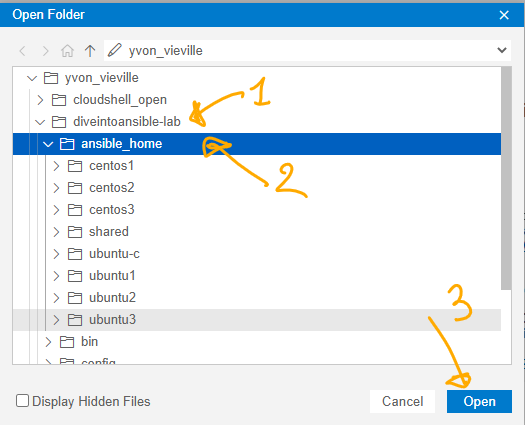 Open Folder
yvon_vieville
yvon_vieville
cloudshell_open
1
diveintoansible-lab
ansible_home
centos1
2
centos2
centos3
shared
ubuntu-c
ubuntu1
ubuntu2
3
ubuntu3
bin
config
Display Hidden Files
Cancel
Open